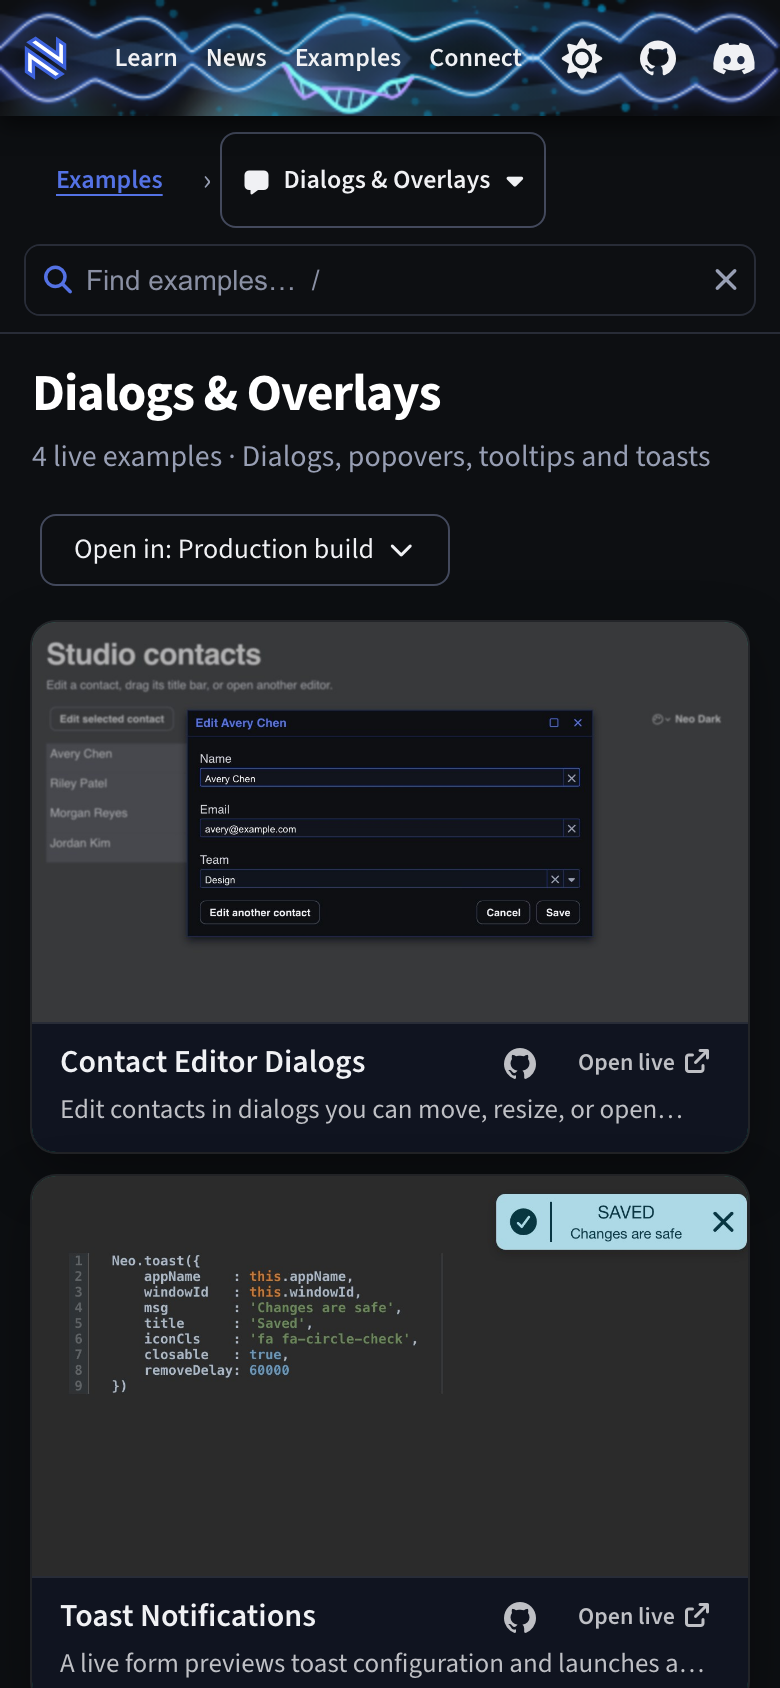 Learn News Examples Connect
Examples › Dialogs & Overlays
Find examples… /
Dialogs & Overlays
4 live examples · Dialogs, popovers, tooltips and toasts
Open in: Production build
Studio contacts
Edit a contact, drag its title bar, or open another editor.
Edit selected contact
Neo Dark
Avery Chen
Riley Patel
Morgan Reyes
Jordan Kim
Edit Avery Chen
Name
Avery Chen
Email
avery@example.com
Team
Design
Edit another contact Cancel Save
Contact Editor Dialogs Open live
Edit contacts in dialogs you can move, resize, or open…
SAVED
Changes are safe
1 Neo.toast({
2 appName : this.appName,
3 windowId : this.windowId,
4 msg : 'Changes are safe',
5 title : 'Saved',
6 iconCls : 'fa fa-circle-check',
7 closable : true,
8 removeDelay: 60000
9 })
Toast Notifications Open live
A live form previews toast configuration and launches a…